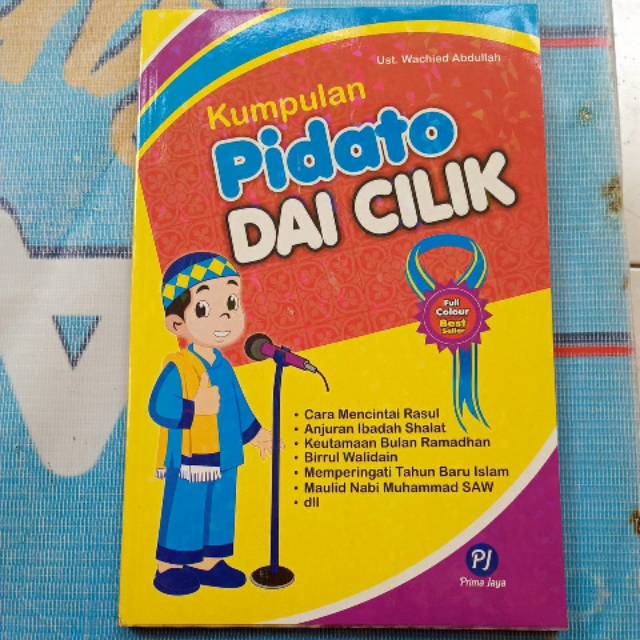 Ust. Wachied Abdullah
Kumpulan
Pidato
DAI CILIK
Full
Colour
Best
Seller
• Cara Mencintai Rasul
• Anjuran Ibadah Shalat
• Keutamaan Bulan Ramadhan
• Birrul Walidain
• Memperingati Tahun Baru Islam
• Maulid Nabi Muhammad SAW
• dll
PJ
Prima Jaya